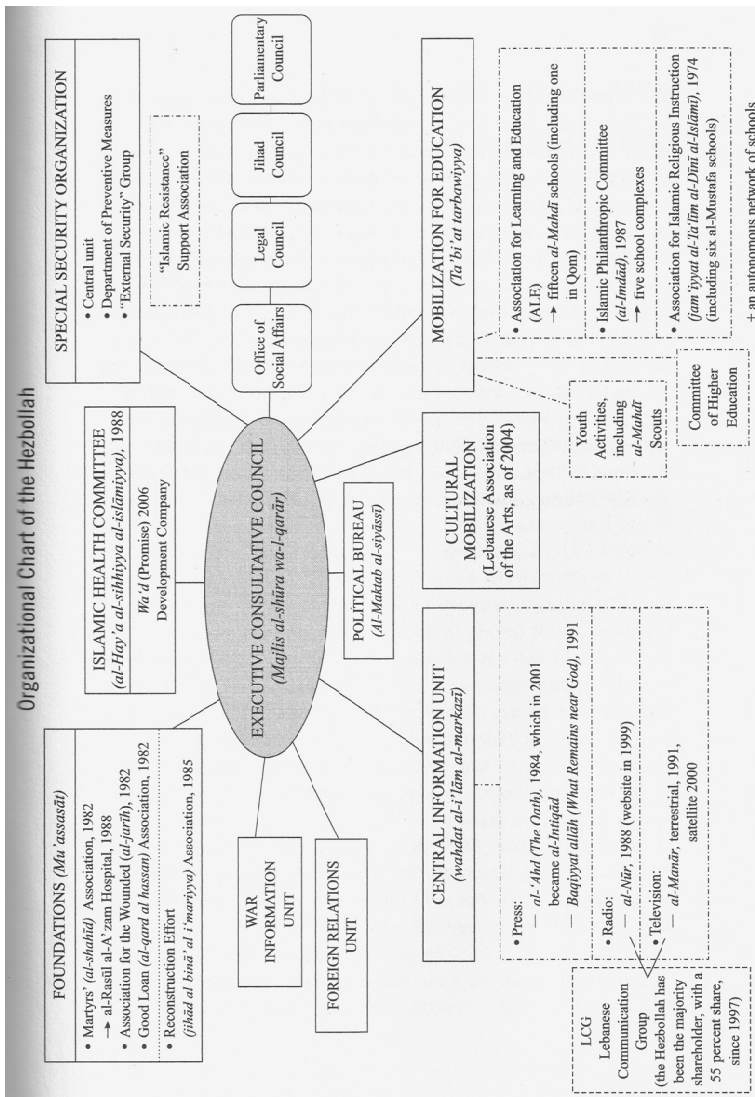 Organizational Chart of the Hezbollah
FOUNDATIONS (Mu'assasāt)
• Martyrs' (al-shahīd) Association, 1982
→ al-Rasūl al-A'zam Hospital, 1988
• Association for the Wounded (al-jarīh), 1982
• Good Loan (al-qard al hassan) Association, 1982
• Reconstruction Effort
(jihād al binā' al i'mariyya) Association, 1985
ISLAMIC HEALTH COMMITTEE
(al-Hay'a al-sihhiyya al-islāmiyya), 1988
Wa'd (Promise) 2006
Development Company
SPECIAL SECURITY ORGANIZATION
• Central unit
• Department of Preventive Measures
• "External Security" Group
"Islamic Resistance"
Support Association
WAR
INFORMATION
UNIT
FOREIGN RELATIONS
UNIT
EXECUTIVE CONSULTATIVE COUNCIL
(Majlis al-shūra wa-l-qarār)
Office of
Social Affairs
Legal
Council
Jihad
Council
Parliamentary
Council
POLITICAL BUREAU
(Al-Maktab al-siyāssī)
CENTRAL INFORMATION UNIT
(wahdat al-i'lām al-markazī)
• Press:
— al-'Ahd (The Oath), 1984, which in 2001
became al-Intiqād
— Baqiyyat allāh (What Remains near God), 1991
• Radio:
— al-Nūr, 1988 (website in 1999)
• Television:
— al-Manār, terrestrial, 1991,
satellite 2000
LCG
Lebanese
Communication
Group
(the Hezbollah has
been the majority
shareholder, with a
55 percent share,
since 1997)
CULTURAL
MOBILIZATION
(Lebanese Association
of the Arts, as of 2004)
MOBILIZATION FOR EDUCATION
(Ta'bi'at tarbawiyya)
Youth
Activities,
including
al-Mahdī
Scouts
Committee
of Higher
Education
• Association for Learning and Education
(ALE)
→ fifteen al-Mahdī schools (including one
in Qom)
• Islamic Philanthropic Committee
(al-Imdād), 1987
→ five school complexes
• Association for Islamic Religious Instruction
(jam'iyyat al-Ta'līm al-Dīnī al-Islāmī), 1974
(including six al-Mustafa schools)
+ an autonomous network of schools